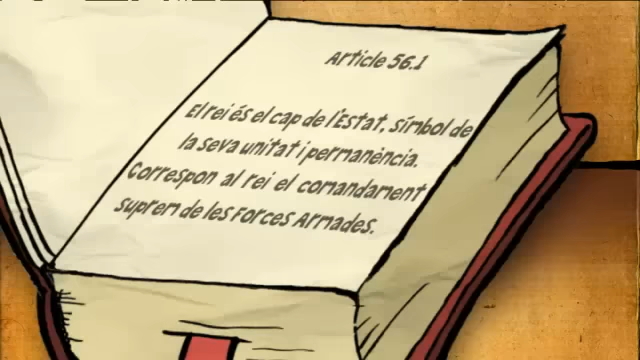 Article 56.1
El rei és el cap de l'Estat, símbol de
la seva unitat i permanència.
Correspon al rei el comandament
suprem de les Forces Armades.